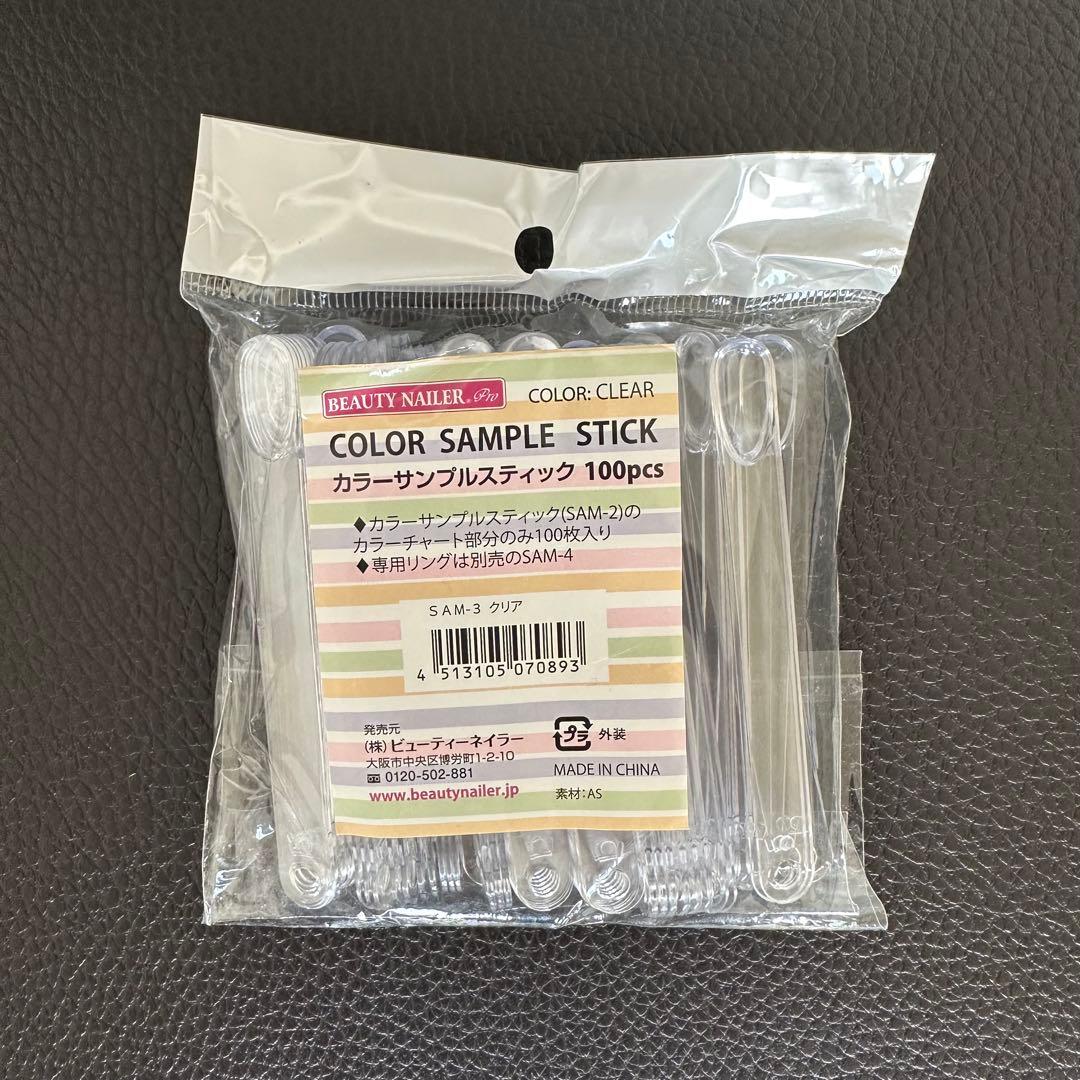 BEAUTY NAILER® Pro COLOR: CLEAR
COLOR SAMPLE STICK
カラーサンプルスティック 100pcs
♦カラーサンプルスティック(SAM-2)の
カラーチャート部分のみ100枚入り
♦専用リングは別売のSAM-4
SAM-3 クリア
4 513105 070893
発売元
(株)ビューティーネイラー
大阪市中央区博労町1-2-10
0120-502-881
www.beautynailer.jp
プラ 外装
MADE IN CHINA
素材:AS